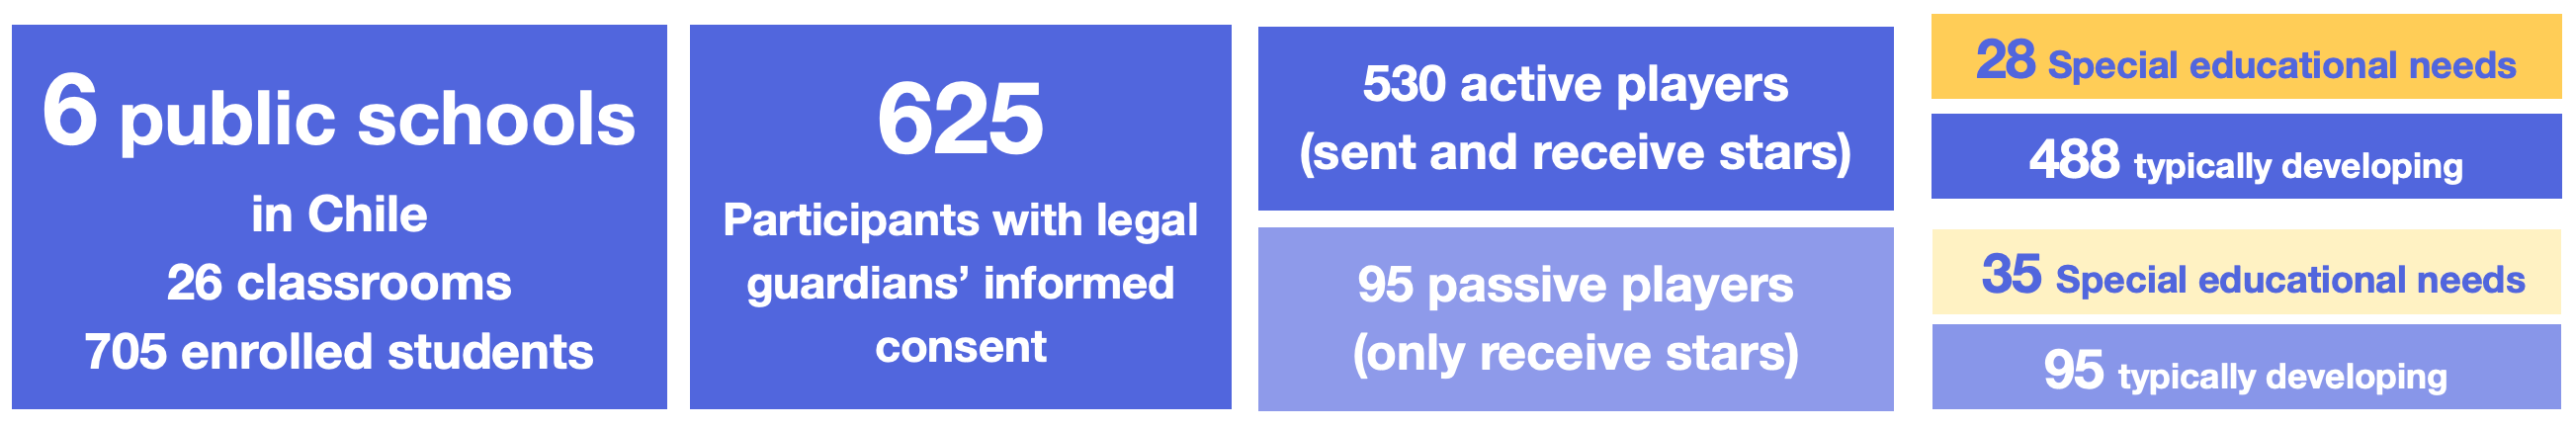 6 public schools
in Chile
26 classrooms
705 enrolled students
625
Participants with legal
guardians’ informed
consent
530 active players
(sent and receive stars)
95 passive players
(only receive stars)
28 Special educational needs
488 typically developing
35 Special educational needs
95 typically developing